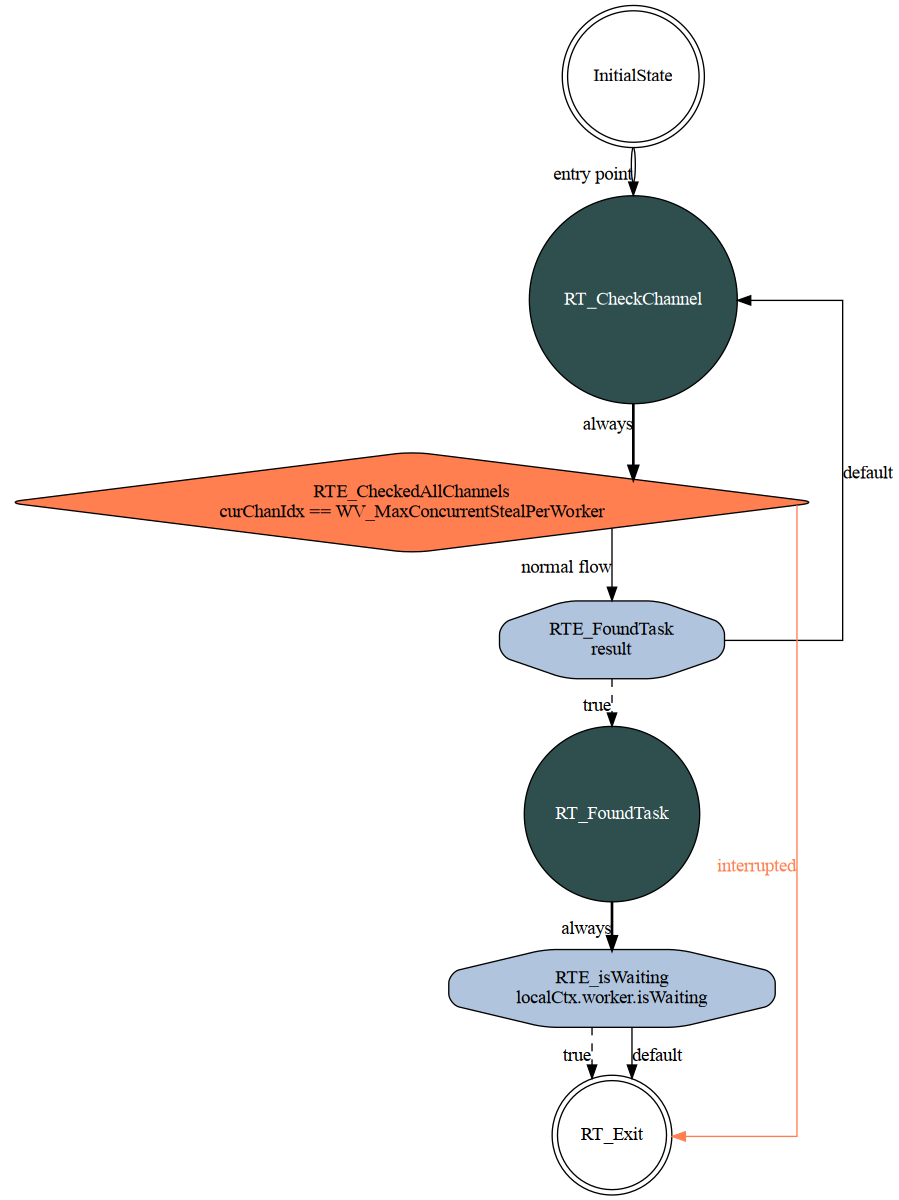 InitialState
entry point
RT_CheckChannel
always
default
RTE_CheckedAllChannels
curChanIdx == WV_MaxConcurrentStealPerWorker
normal flow
RTE_FoundTask
result
true
RT_FoundTask
interrupted
always
RTE_isWaiting
localCtx.worker.isWaiting
true
default
RT_Exit